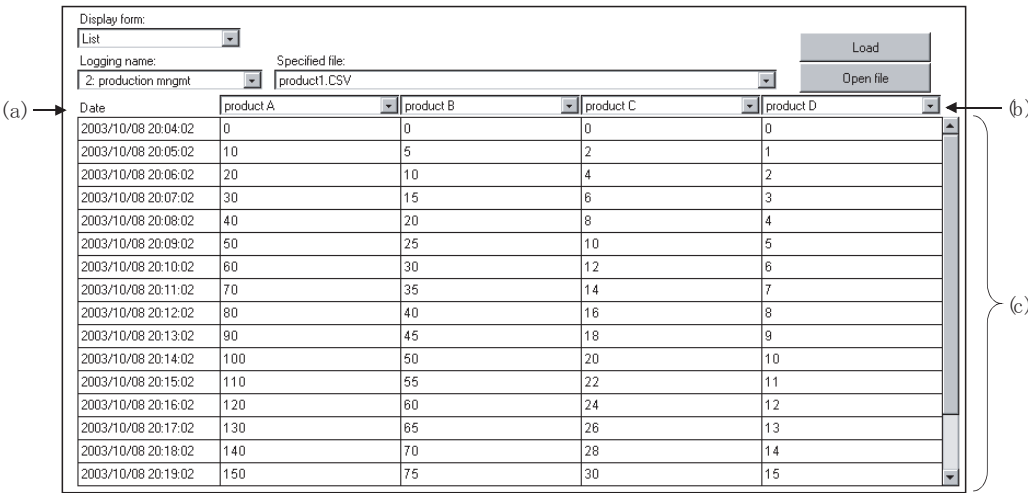 Display form:
List
Load
Logging name: Specified file:
2: production mngmt product1.CSV Open file
(a) Date product A product B product C product D (b)
2003/10/08 20:04:02 0 0 0 0
2003/10/08 20:05:02 10 5 2 1
2003/10/08 20:06:02 20 10 4 2
2003/10/08 20:07:02 30 15 6 3
2003/10/08 20:08:02 40 20 8 4
2003/10/08 20:09:02 50 25 10 5
2003/10/08 20:10:02 60 30 12 6
2003/10/08 20:11:02 70 35 14 7
(c)
2003/10/08 20:12:02 80 40 16 8
2003/10/08 20:13:02 90 45 18 9
2003/10/08 20:14:02 100 50 20 10
2003/10/08 20:15:02 110 55 22 11
2003/10/08 20:16:02 120 60 24 12
2003/10/08 20:17:02 130 65 26 13
2003/10/08 20:18:02 140 70 28 14
2003/10/08 20:19:02 150 75 30 15